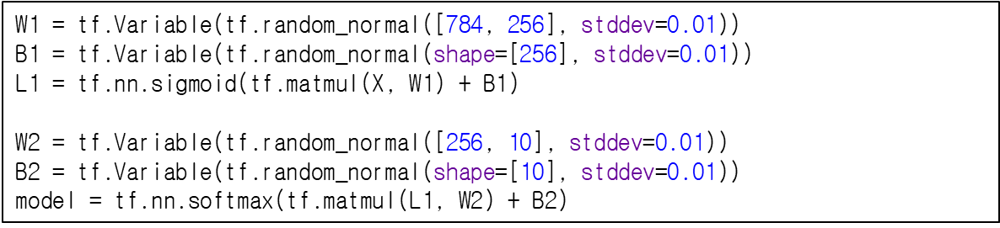 W1 = tf.Variable(tf.random_normal([784, 256], stddev=0.01))
B1 = tf.Variable(tf.random_normal(shape=[256], stddev=0.01))
L1 = tf.nn.sigmoid(tf.matmul(X, W1) + B1)
W2 = tf.Variable(tf.random_normal([256, 10], stddev=0.01))
B2 = tf.Variable(tf.random_normal(shape=[10], stddev=0.01))
model = tf.nn.softmax(tf.matmul(L1, W2) + B2)